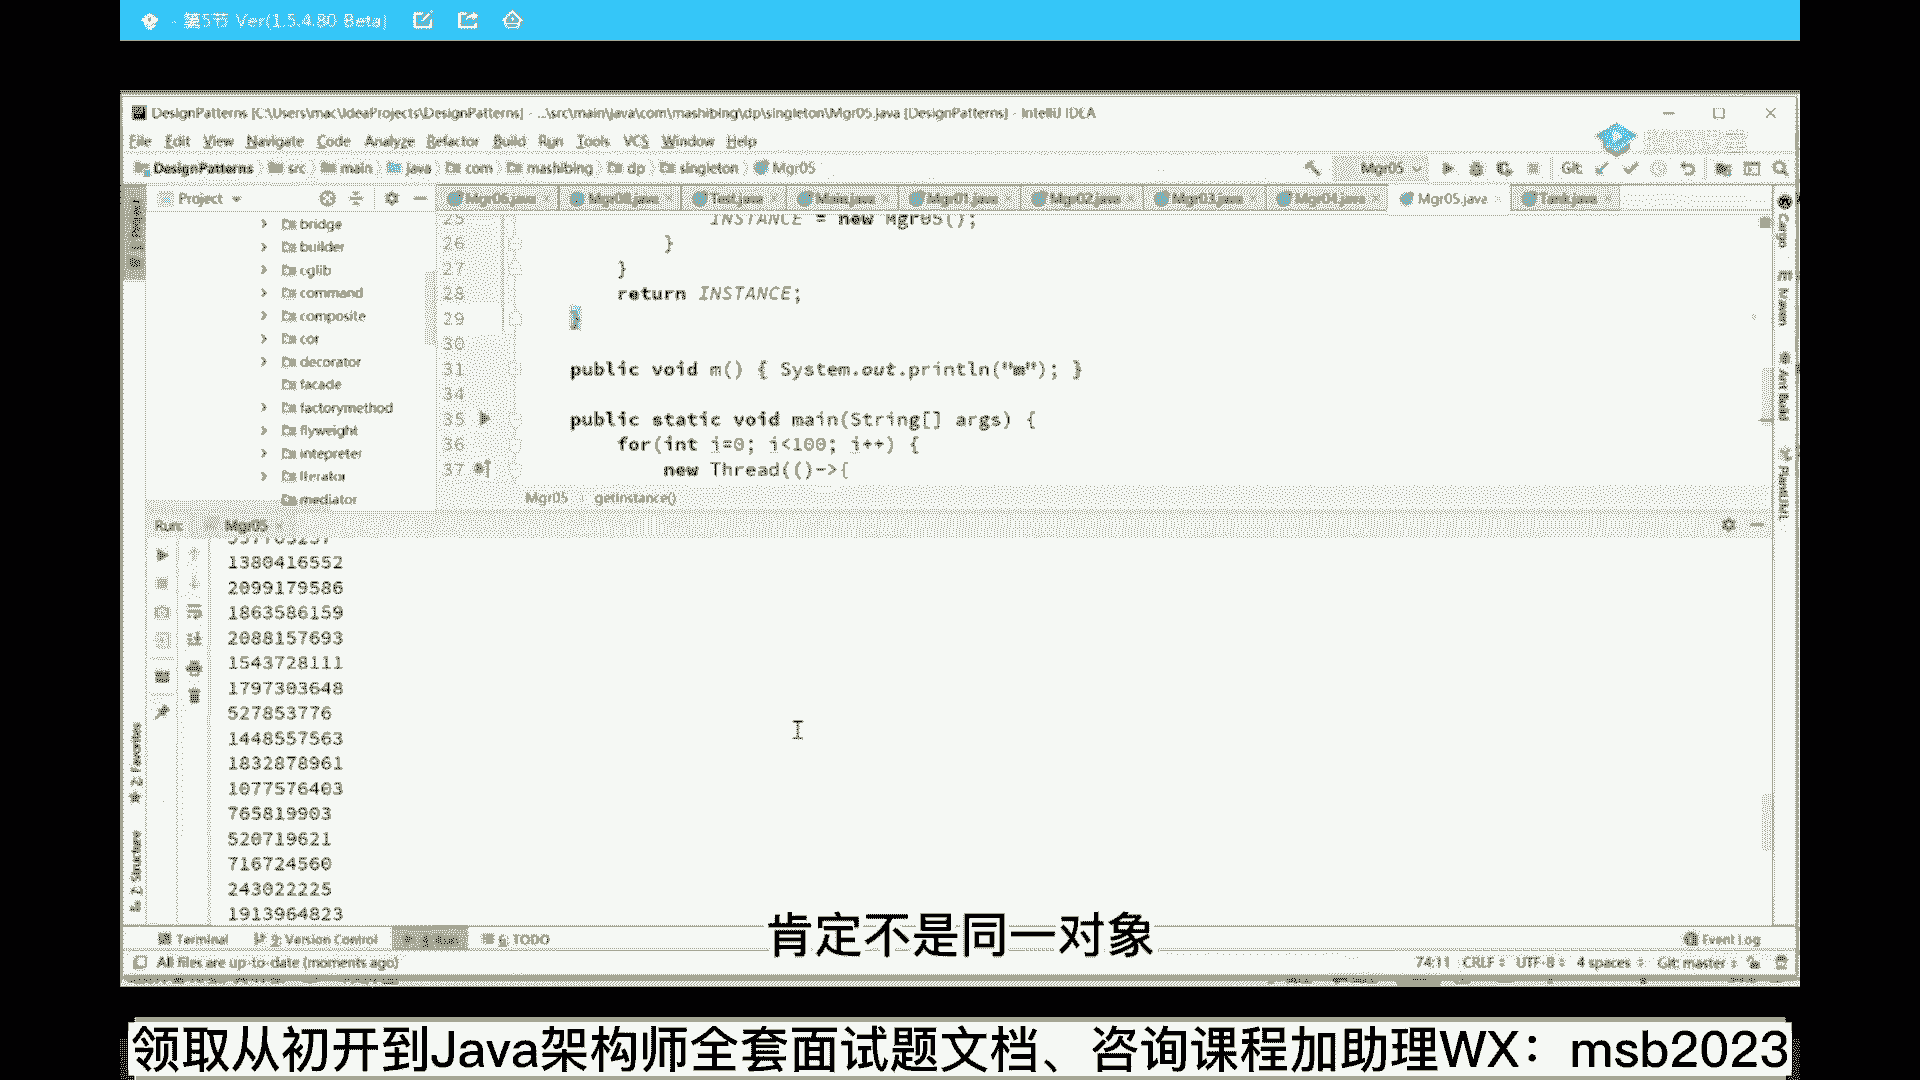 - 第5节 Ver(1.5.4.80 Beta)
DesignPatterns [C:\Users\mac\IdeaProjects\DesignPatterns] - ...\src\main\java\com\mashibing\dp\singleton\Mgr05.java [DesignPatterns] - IntelliJ IDEA
File Edit View Navigate Code Analyze Refactor Build Run Tools VCS Window Help
DesignPatterns src main java com mashibing dp singleton Mgr05
Mgr05
Git:
Project
Mgr06.java Test.java Main.java Mgr01.java Mgr02.java Mgr03.java Mgr04.java Mgr05.java Tank.java
bridge
builder
cglib
command
composite
cor
decorator
facade
factorymethod
flyweight
intepreter
iterator
mediator
25 INSTANCE = new Mgr05();
26 }
27 }
28 return INSTANCE;
29 }
30
31 public void m() { System.out.println("m"); }
34
35 public static void main(String[] args) {
36 for(int i=0; i<100; i++) {
37 new Thread(()->{
Mgr05 getInstance()
Cargo
Maven
Ant Build
PlantUML
Run: Mgr05
1380416552
2099179586
1863586159
2088157693
1543728111
1797303648
527853776
1448557563
1832878961
1077576403
765819903
520719621
716724560
243022225
1913964823
2: Favorites
Z: Structure
肯定不是同一对象
Terminal 9: Version Control 4: Run 6: TODO
Event Log
All files are up-to-date (moments ago)
74:11 CRLF UTF-8 4 spaces Git: master
领取从初开到Java架构师全套面试题文档、咨询课程加助理WX：msb2023